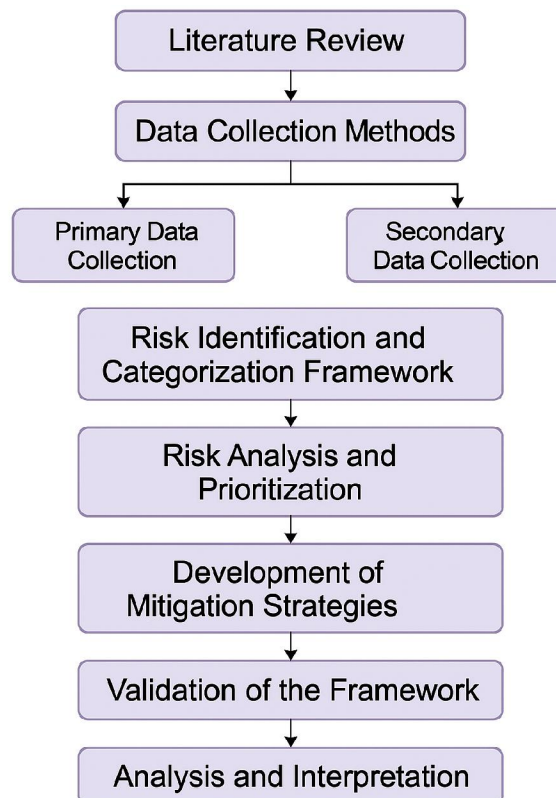 Literature Review
Data Collection Methods
Primary Data
Collection
Secondary
Data Collection
Risk Identification and
Categorization Framework
Risk Analysis and
Prioritization
Development of
Mitigation Strategies
Validation of the Framework
Analysis and Interpretation